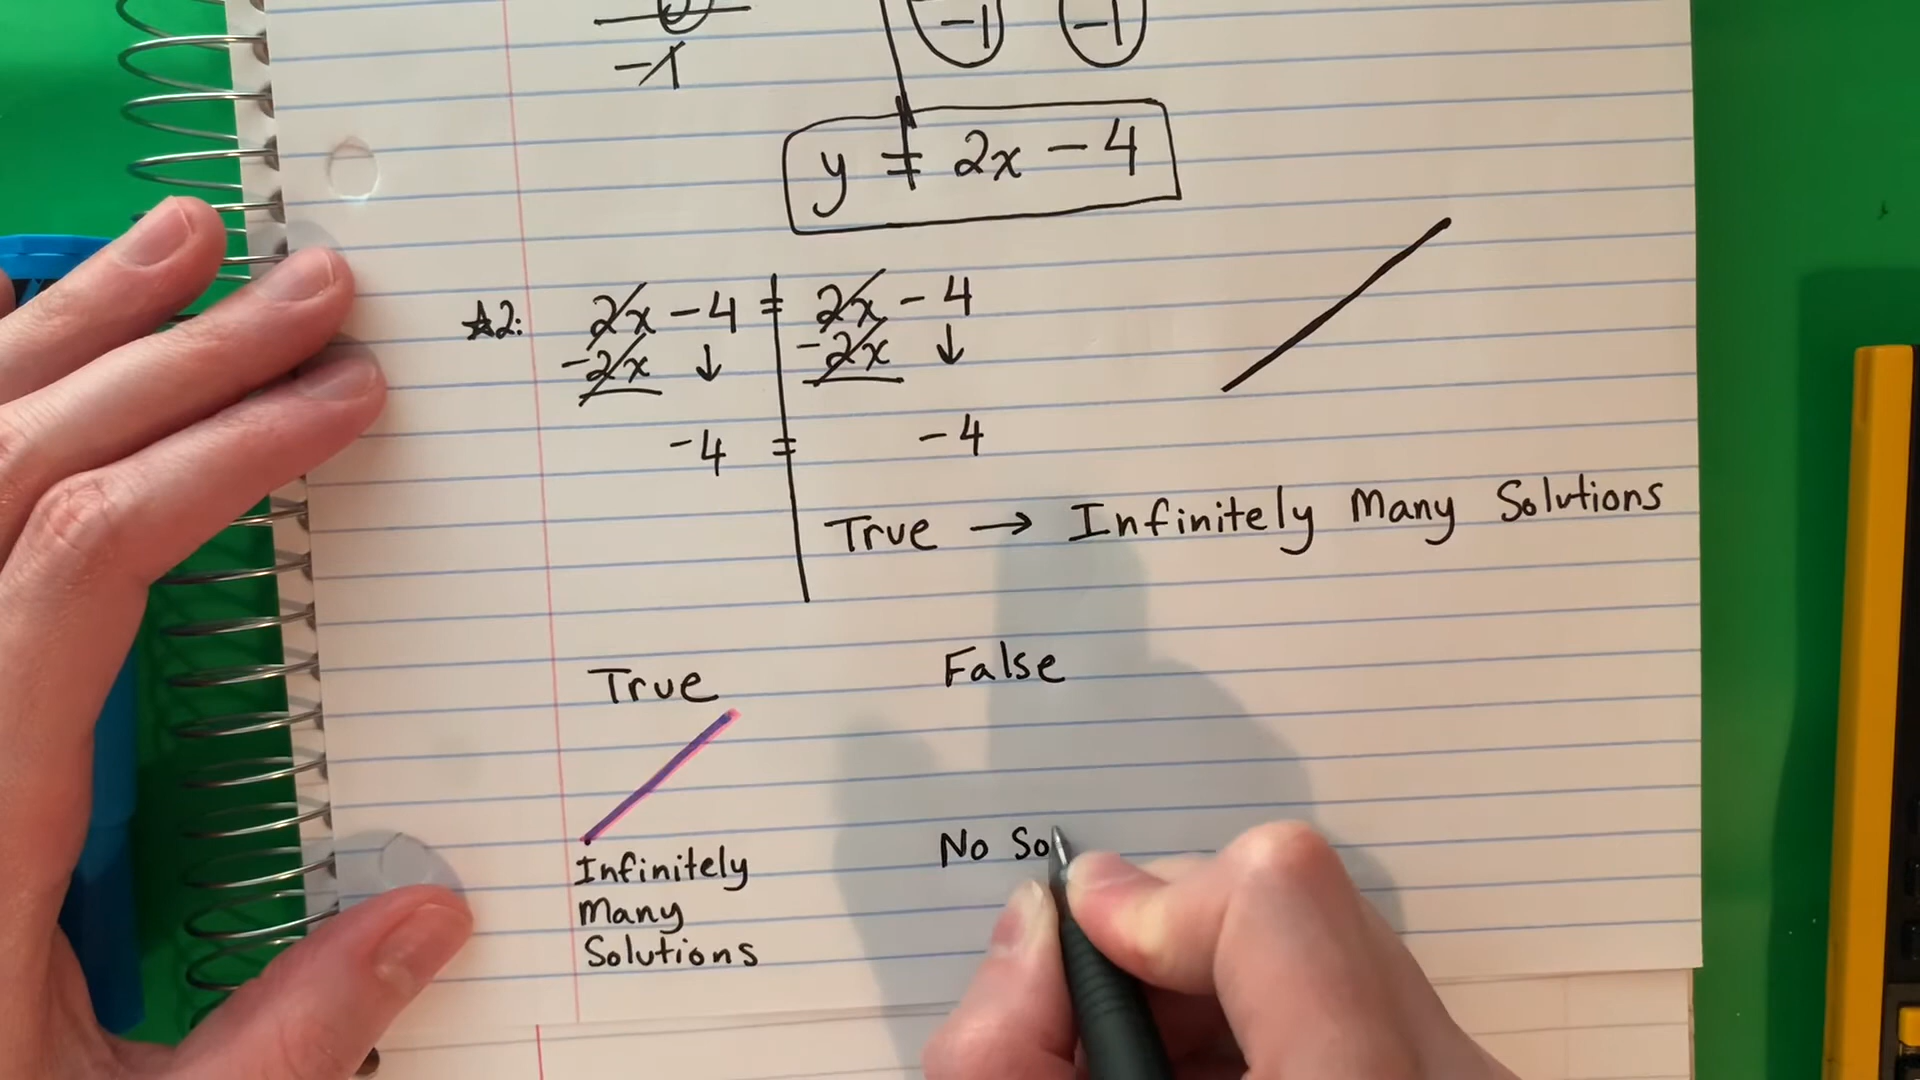 -1 -1 -1
y = 2x - 4
☆2: 2x - 4 = 2x - 4
-2x ↓ -2x ↓
-4 = -4
True → Infinitely Many Solutions
True False
Infinitely
Many
Solutions
No So